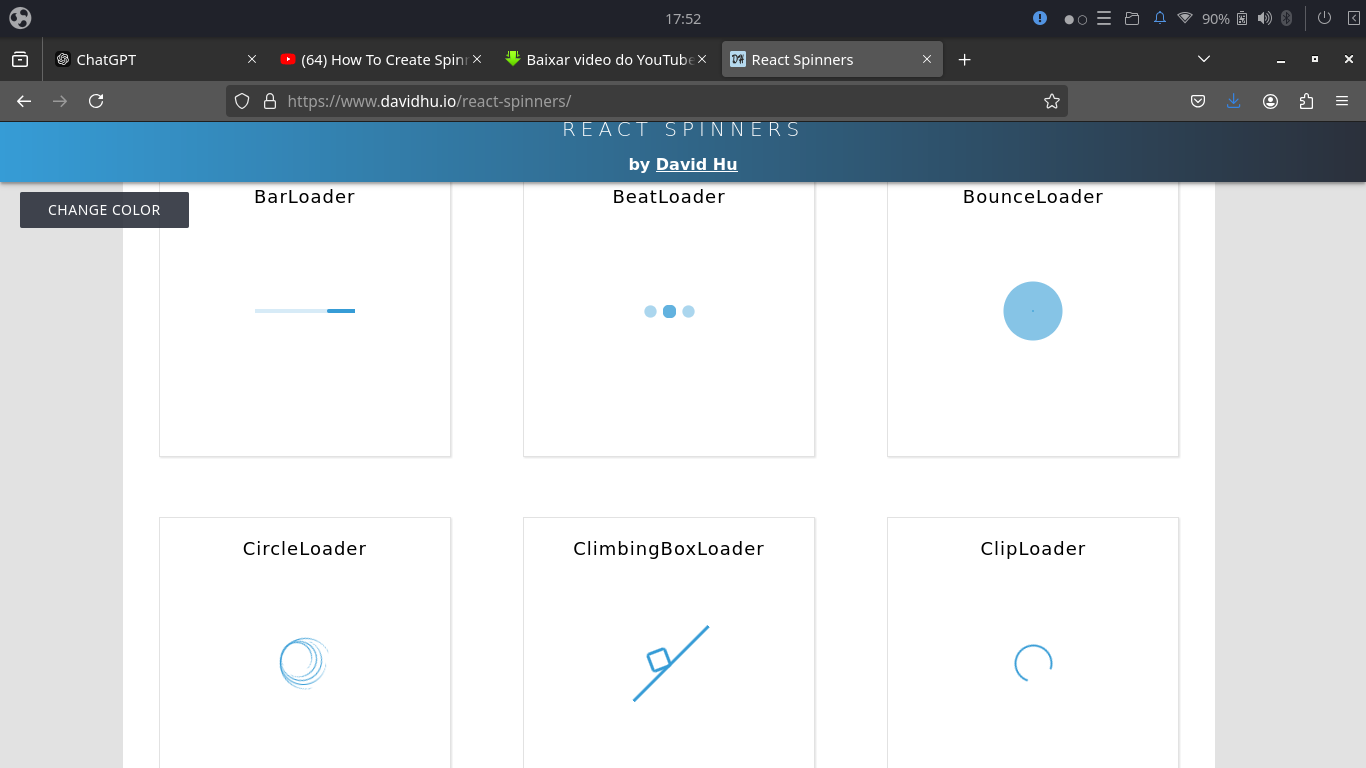 17:52
90%
ChatGPT
(64) How To Create Spin
Baixar video do YouTube
React Spinners
https://www.davidhu.io/react-spinners/
REACT SPINNERS
by David Hu
CHANGE COLOR
BarLoader
BeatLoader
BounceLoader
CircleLoader
ClimbingBoxLoader
ClipLoader